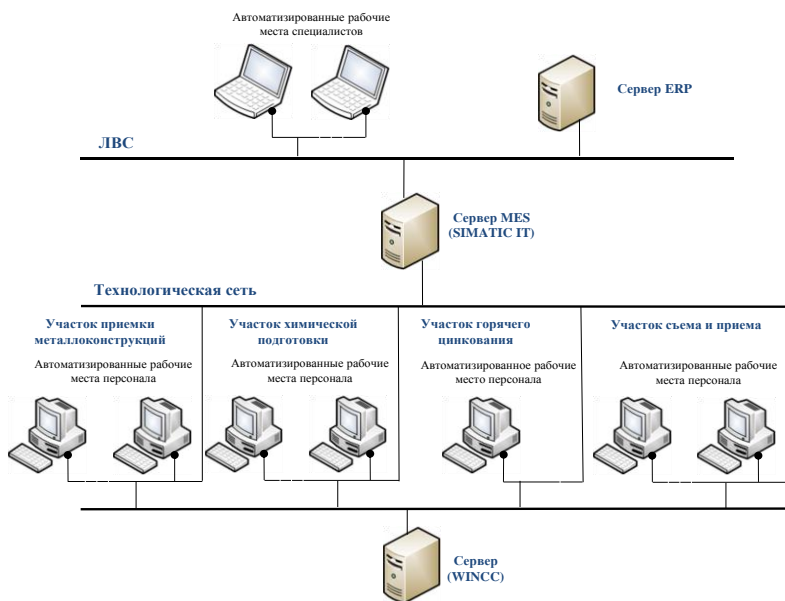 Автоматизированные рабочие
места специалистов
Сервер ERP
ЛВС
Сервер MES
(SIMATIC IT)
Технологическая сеть
Участок приемки
металлоконструкций
Автоматизированные рабочие
места персонала
Участок химической
подготовки
Автоматизированные рабочие
места персонала
Участок горячего
цинкования
Автоматизированное рабочие
место персонала
Участок съема и приема
Автоматизированные рабочие
места персонала
Сервер
(WINCC)